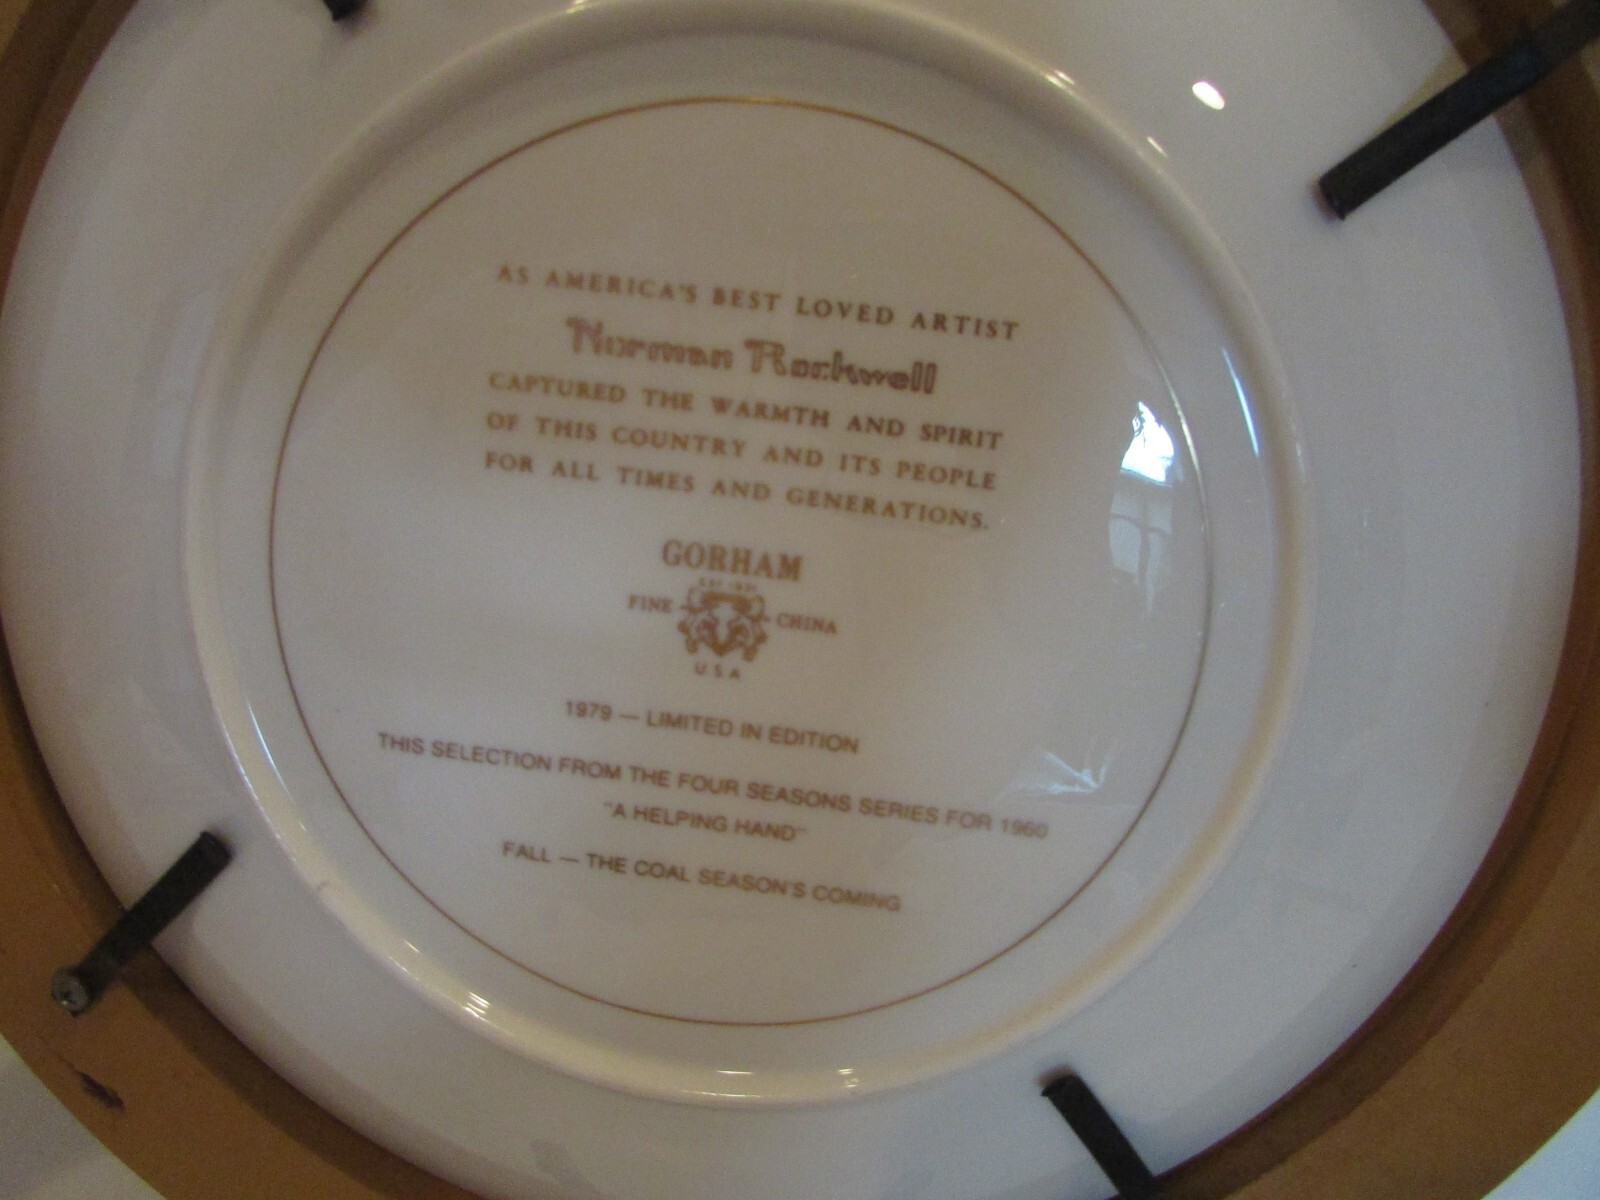 AS AMERICA'S BEST LOVED ARTIST
Norman Rockwell
CAPTURED THE WARMTH AND SPIRIT
OF THIS COUNTRY AND ITS PEOPLE
FOR ALL TIMES AND GENERATIONS.
GORHAM
FINE CHINA
U.S.A
1979 — LIMITED IN EDITION
THIS SELECTION FROM THE FOUR SEASONS SERIES FOR 1960
"A HELPING HAND"
FALL — THE COAL SEASON'S COMING